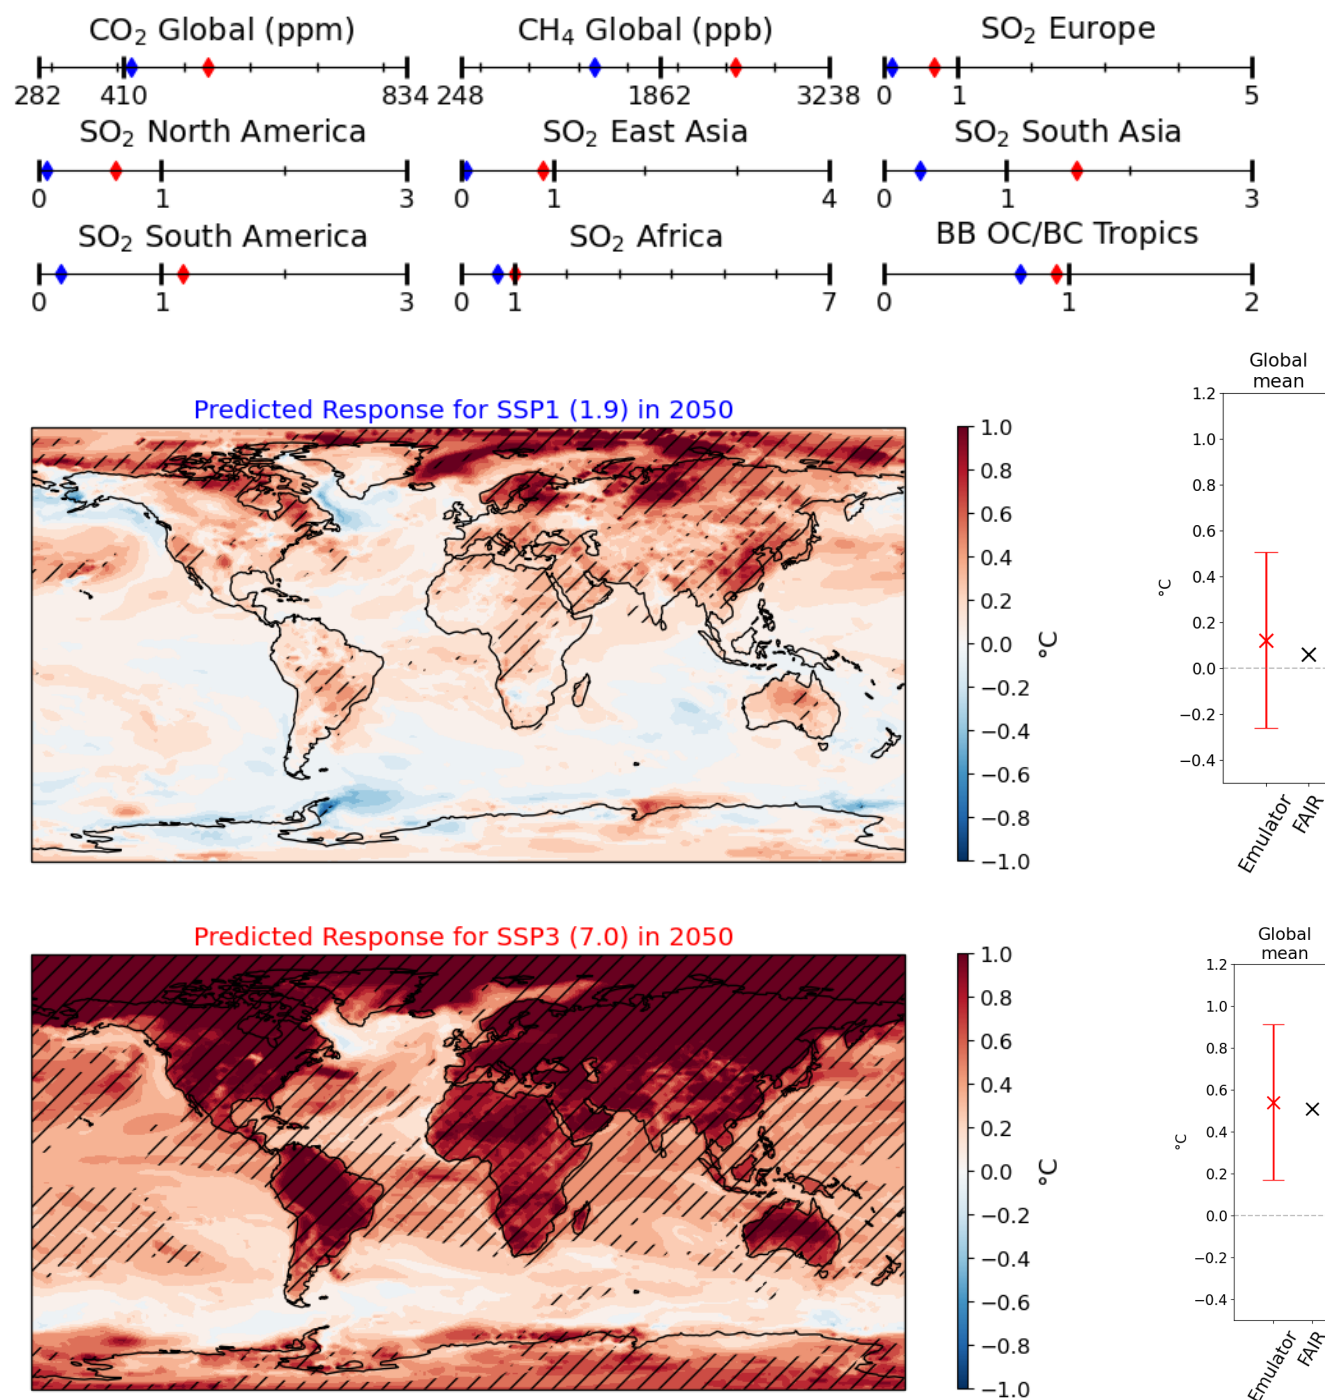 CO₂ Global (ppm)
282 410 834
CH₄ Global (ppb)
248 1862 3238
SO₂ Europe
0 1 5
SO₂ North America
0 1 3
SO₂ East Asia
0 1 4
SO₂ South Asia
0 1 3
SO₂ South America
0 1 3
SO₂ Africa
0 1 7
BB OC/BC Tropics
0 1 2
Predicted Response for SSP1 (1.9) in 2050
1.0
0.8
0.6
0.4
0.2
0.0
−0.2
−0.4
−0.6
−0.8
−1.0
°C
Global
mean
1.2
1.0
0.8
0.6
0.4
0.2
0.0
−0.2
−0.4
°C
Emulator
FAIR
Predicted Response for SSP3 (7.0) in 2050
1.0
0.8
0.6
0.4
0.2
0.0
−0.2
−0.4
−0.6
−0.8
−1.0
°C
Global
mean
1.2
1.0
0.8
0.6
0.4
0.2
0.0
−0.2
−0.4
°C
Emulator
FAIR